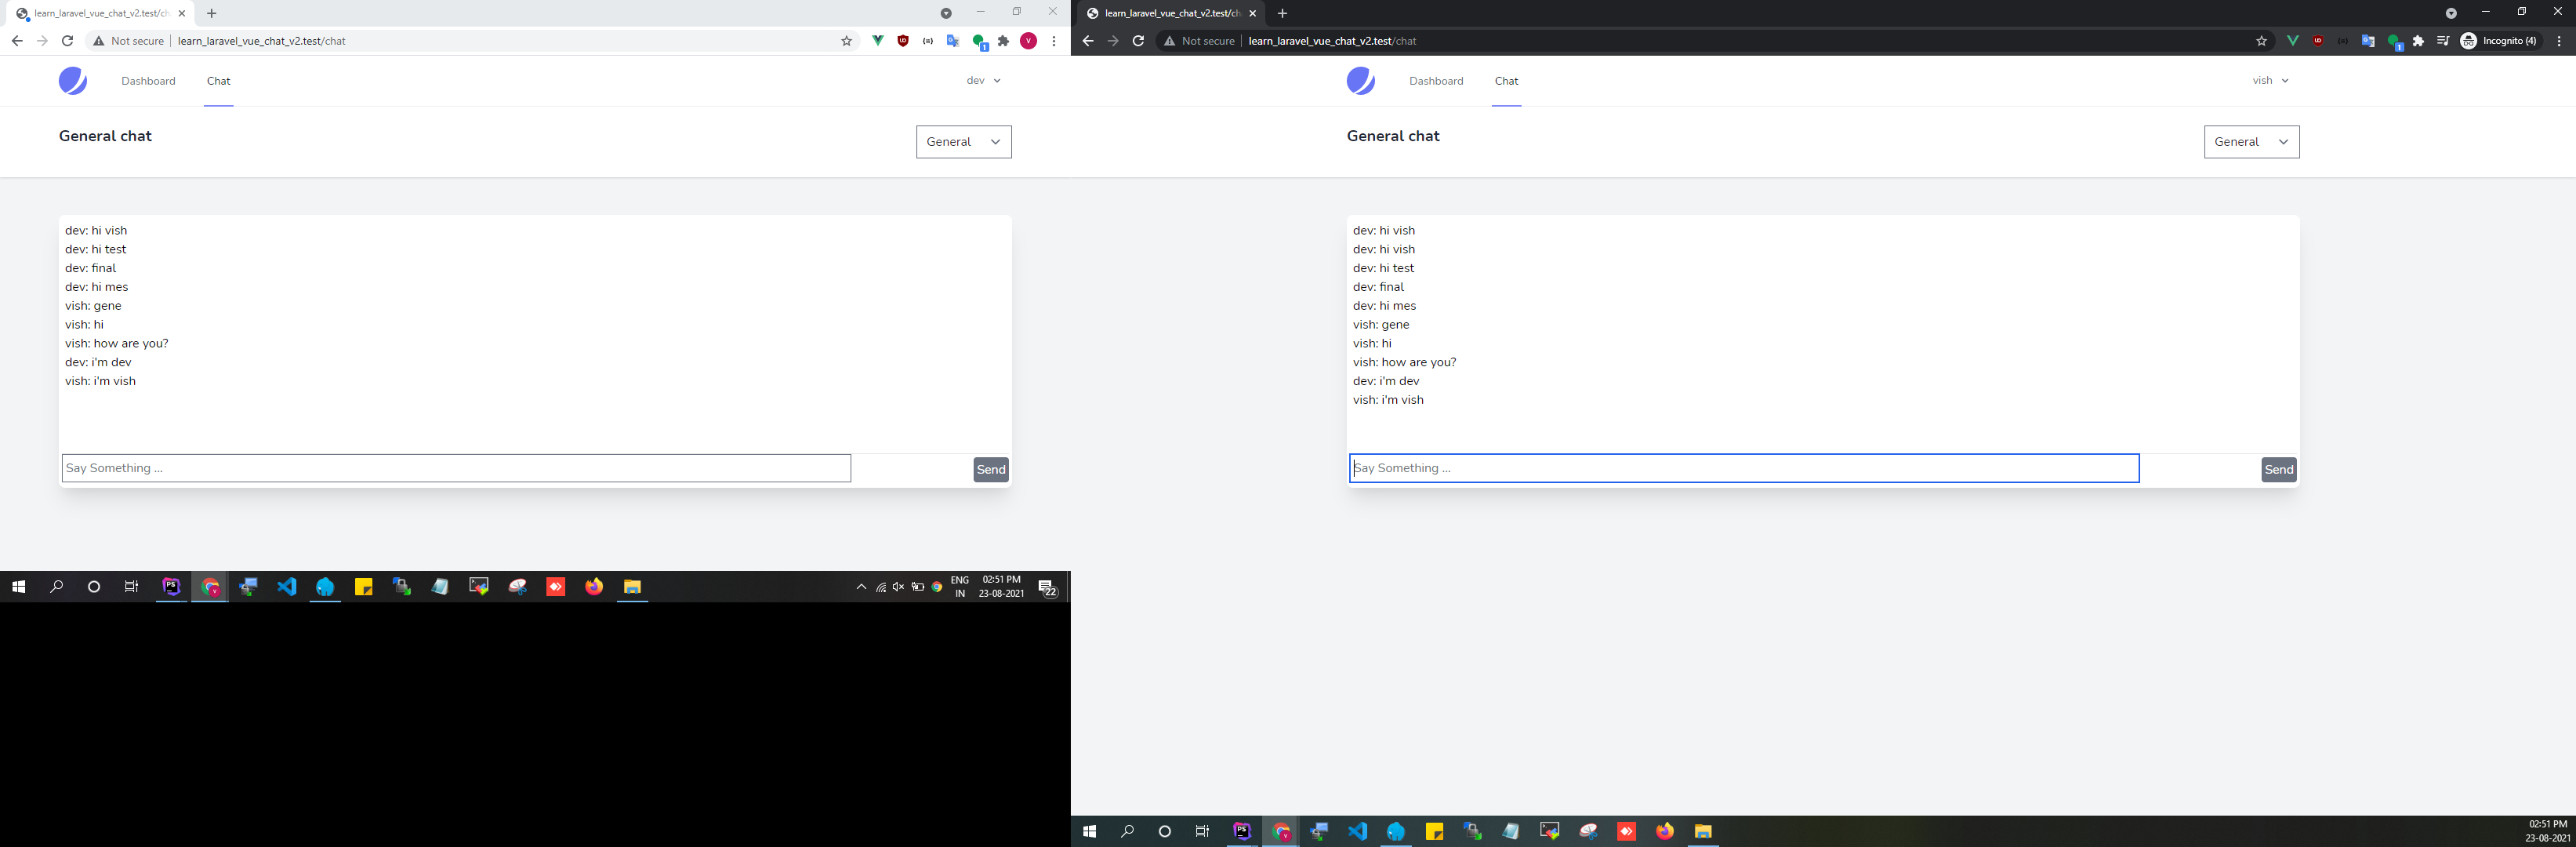 learn_laravel_vue_chat_v2.test/ch
Not secure learn_laravel_vue_chat_v2.test/chat
1
V
Dashboard Chat dev
General chat General
dev: hi vish
dev: hi test
dev: final
dev: hi mes
vish: gene
vish: hi
vish: how are you?
dev: i'm dev
vish: i'm vish
Say Something ... Send
PS
ENG
IN
02:51 PM
23-08-2021
22
learn_laravel_vue_chat_v2.test/ch
Not secure learn_laravel_vue_chat_v2.test/chat
1
Incognito (4)
Dashboard Chat vish
General chat General
dev: hi vish
dev: hi vish
dev: hi test
dev: final
dev: hi mes
vish: gene
vish: hi
vish: how are you?
dev: i'm dev
vish: i'm vish
Say Something ... Send
PS
02:51 PM
23-08-2021